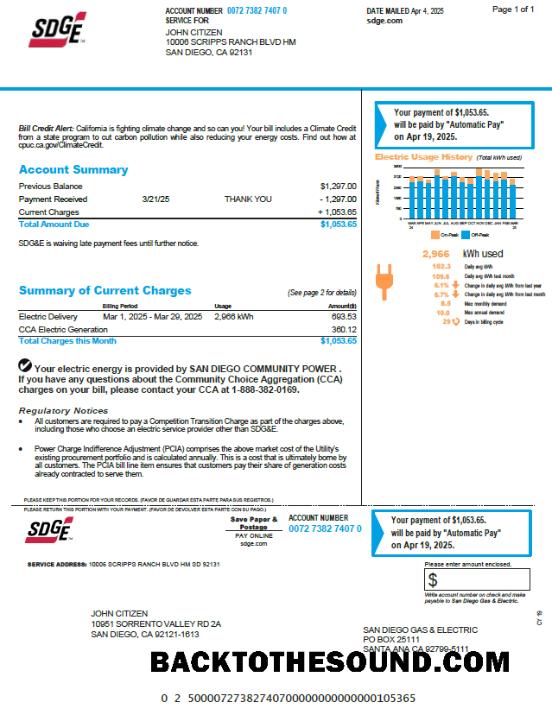 SDGE
ACCOUNT NUMBER 0072 7382 7407 0
SERVICE FOR
JOHN CITIZEN
10006 SCRIPPS RANCH BLVD HM
SAN DIEGO, CA 92131
DATE MAILED Apr 4, 2025
sdge.com
Page 1 of 1
Bill Credit Alert: California is fighting climate change and so can you! Your bill includes a Climate Credit
from a state program to cut carbon pollution while also reducing your energy costs. Find out how at
cpuc.ca.gov/ClimateCredit.
Account Summary
Previous Balance $1,297.00
Payment Received 3/21/25 THANK YOU - 1,297.00
Current Charges + 1,053.65
Total Amount Due $1,053.65
SDG&E is waiving late payment fees until further notice.
Summary of Current Charges (See page 2 for details)
Billing Period Usage Amount($)
Electric Delivery Mar 1, 2025 - Mar 29, 2025 2,966 kWh 693.53
CCA Electric Generation 360.12
Total Charges this Month $1,053.65
Your electric energy is provided by SAN DIEGO COMMUNITY POWER .
If you have any questions about the Community Choice Aggregation (CCA)
charges on your bill, please contact your CCA at 1-888-382-0169.
Regulatory Notices
• All customers are required to pay a Competition Transition Charge as part of the charges above,
including those who choose an electric service provider other than SDG&E.
• Power Charge Indifference Adjustment (PCIA) comprises the above market cost of the Utility's
existing procurement portfolio and is calculated annually. This is a cost that is ultimately borne by
all customers. The PCIA bill line item ensures that customers pay their share of generation costs
already contracted to serve them.
Your payment of $1,053.65
will be paid by "Automatic Pay"
on Apr 19, 2025.
Electric Usage History (Total kWh used)
MAR APR MAY JUN JUL AUG SEP OCT NOV DEC JAN FEB MAR
24 25
On-Peak Off-Peak
2,966 kWh used
102.3 Daily avg kWh
109.6 Daily avg kWh last month
6.1% Change in daily avg kWh from last year
6.7% Change in daily avg kWh from last month
Max monthly demand
10.0 Max annual demand
29 Days in billing cycle
PLEASE KEEP THIS PORTION FOR YOUR RECORDS. (FAVOR DE GUARDAR ESTA PARTE PARA SUS REGISTROS.)
PLEASE RETURN THIS PORTION WITH YOUR PAYMENT. (FAVOR DE DEVOLVER ESTA PARTE CON SU PAGO.)
SDGE
Save Paper &
Postage
PAY ONLINE
sdge.com
ACCOUNT NUMBER
0072 7382 7407 0
Your payment of $1,053.65.
will be paid by "Automatic Pay"
on Apr 19, 2025.
SERVICE ADDRESS: 10006 SCRIPPS RANCH BLVD HM SD 92131
Please enter amount enclosed.
$
Write account number on check and make
payable to San Diego Gas & Electric.
CY 19
JOHN CITIZEN
10951 SORRENTO VALLEY RD 2A
SAN DIEGO, CA 92121-1613
SAN DIEGO GAS & ELECTRIC
PO BOX 25111
SANTA ANA CA 92799-5111
BACKTOTHESOUND.COM